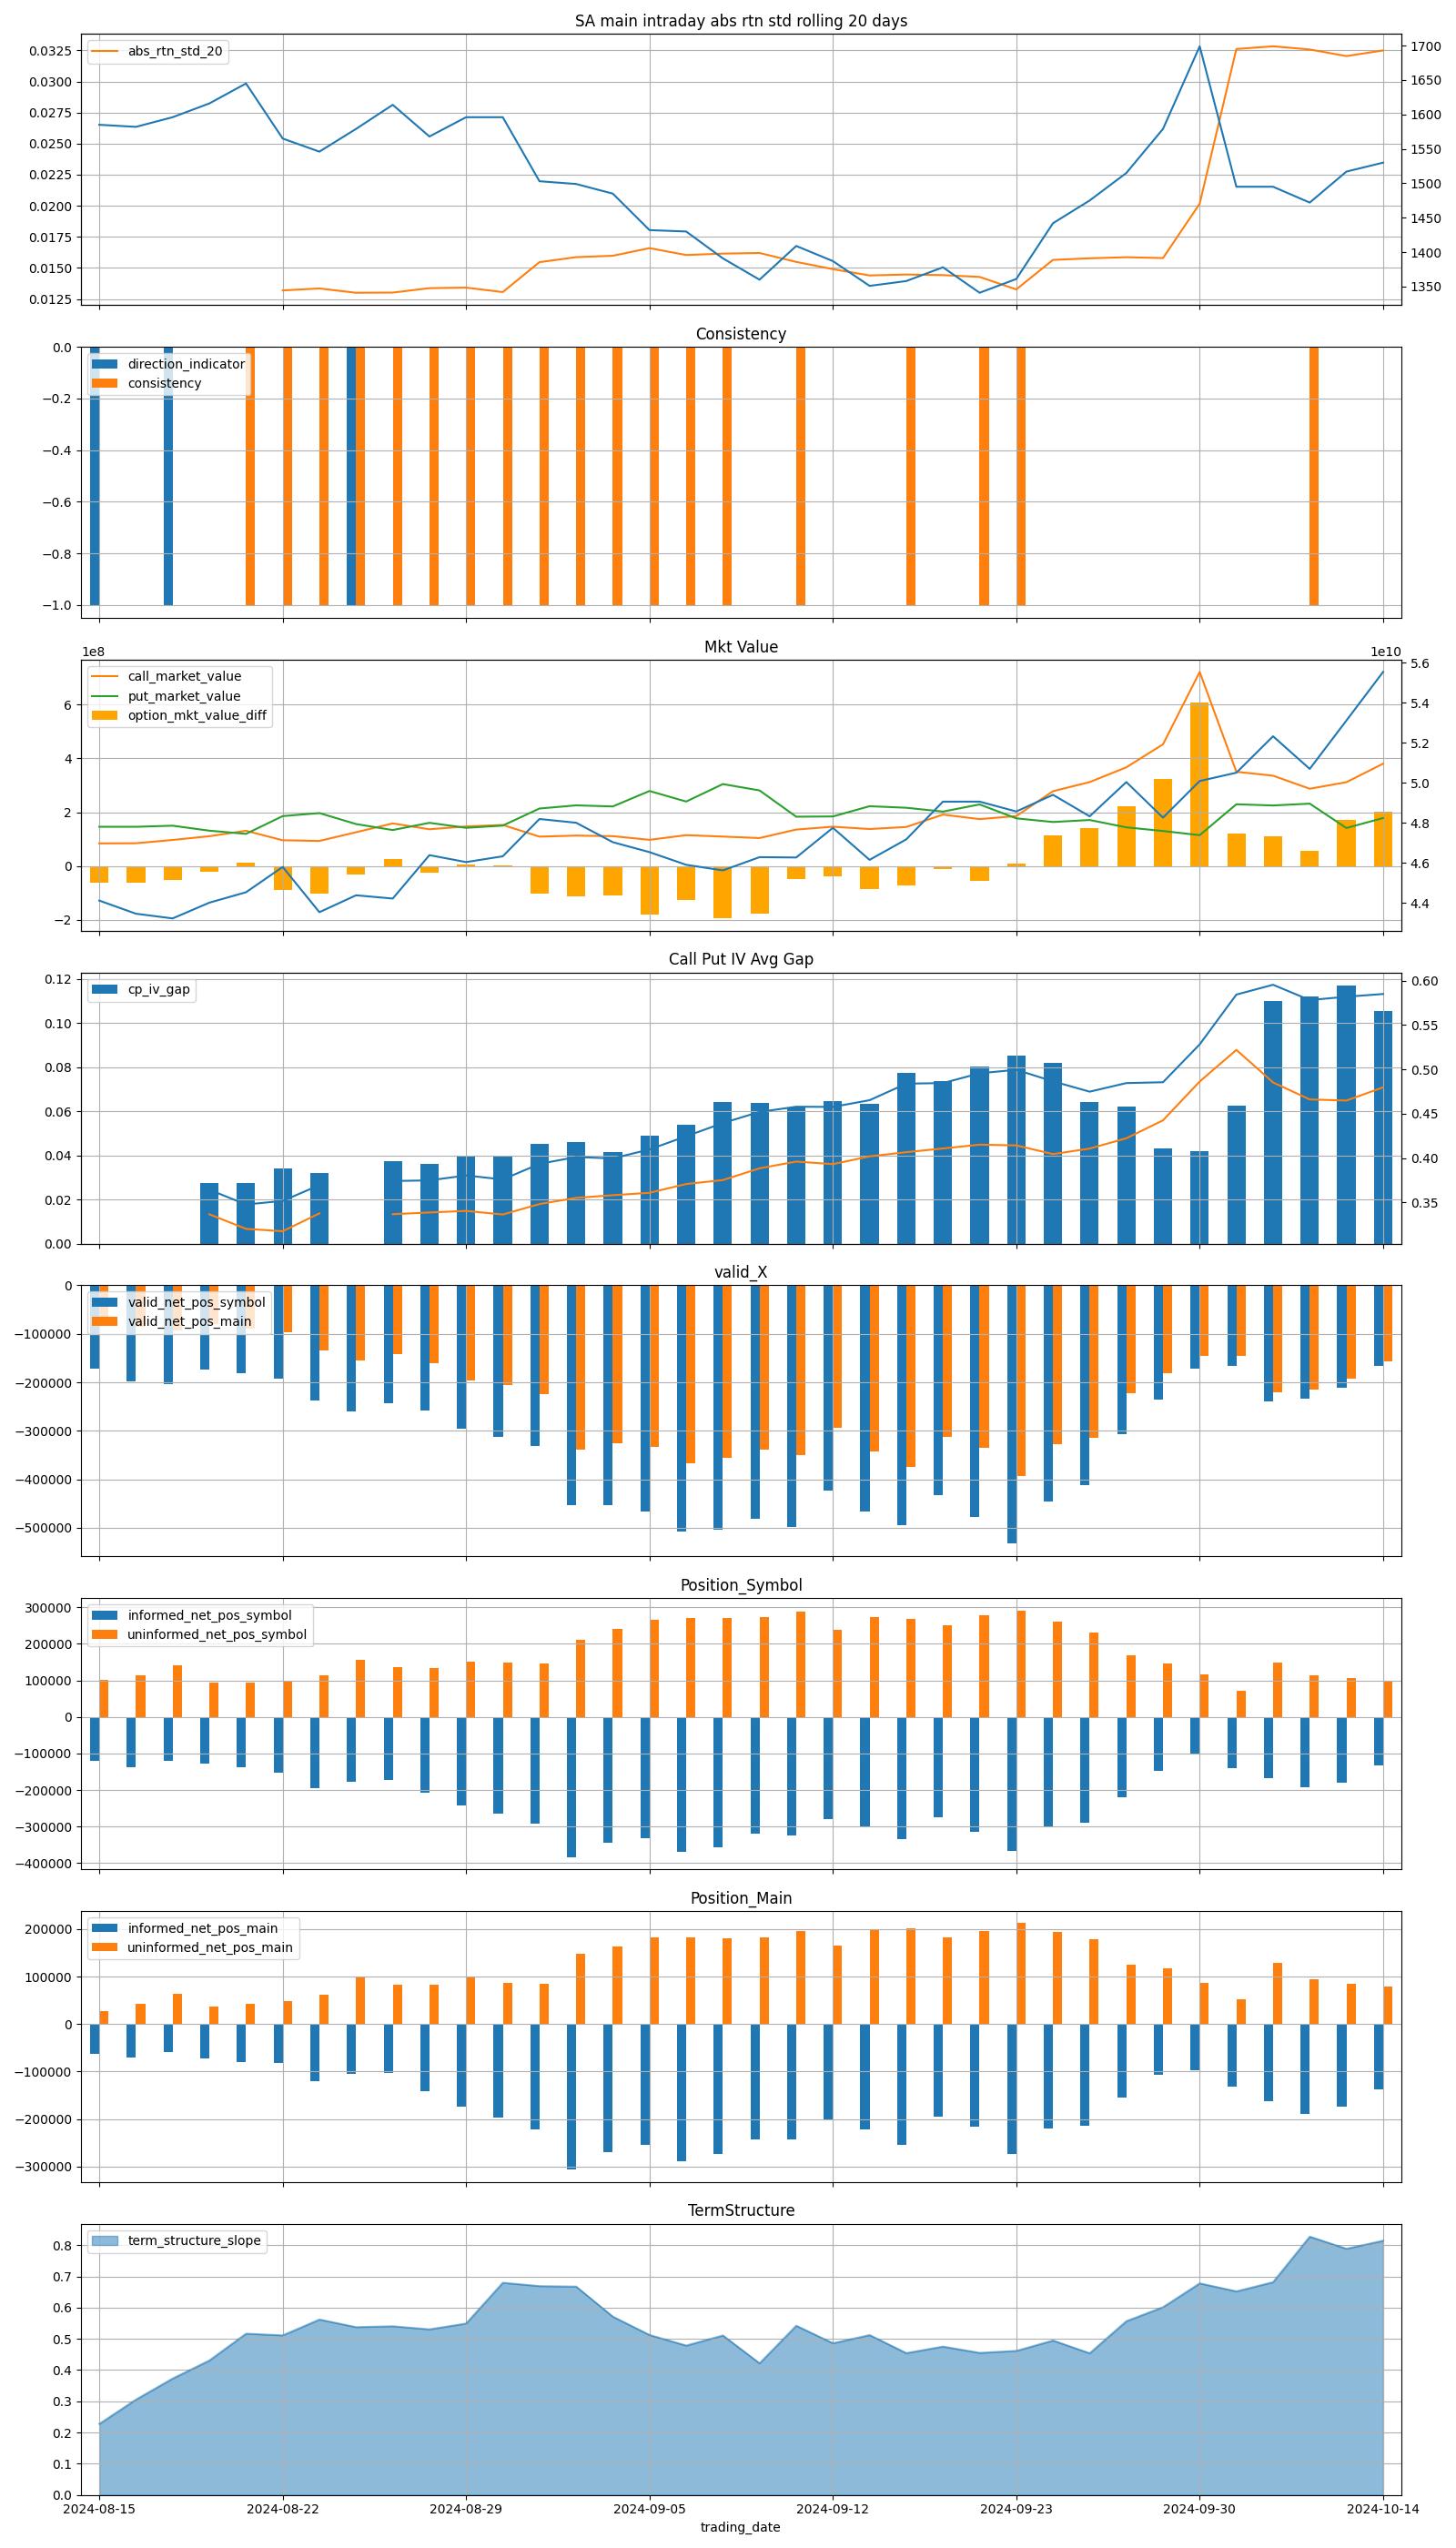 SA main intraday abs rtn std rolling 20 days
abs_rtn_std_20
0.0325
0.0300
0.0275
0.0250
0.0225
0.0200
0.0175
0.0150
0.0125
1700
1650
1600
1550
1500
1450
1400
1350
Consistency
direction_indicator
consistency
0.0
−0.2
−0.4
−0.6
−0.8
−1.0
Mkt Value
1e8
1e10
call_market_value
put_market_value
option_mkt_value_diff
6
4
2
0
−2
5.6
5.4
5.2
5.0
4.8
4.6
4.4
Call Put IV Avg Gap
cp_iv_gap
0.12
0.10
0.08
0.06
0.04
0.02
0.00
0.60
0.55
0.50
0.45
0.40
0.35
valid_X
valid_net_pos_symbol
valid_net_pos_main
0
−100000
−200000
−300000
−400000
−500000
Position_Symbol
informed_net_pos_symbol
uninformed_net_pos_symbol
300000
200000
100000
0
−100000
−200000
−300000
−400000
Position_Main
informed_net_pos_main
uninformed_net_pos_main
200000
100000
0
−100000
−200000
−300000
TermStructure
term_structure_slope
0.8
0.7
0.6
0.5
0.4
0.3
0.2
0.1
0.0
2024-08-15 2024-08-22 2024-08-29 2024-09-05 2024-09-12 2024-09-23 2024-09-30 2024-10-14
trading_date